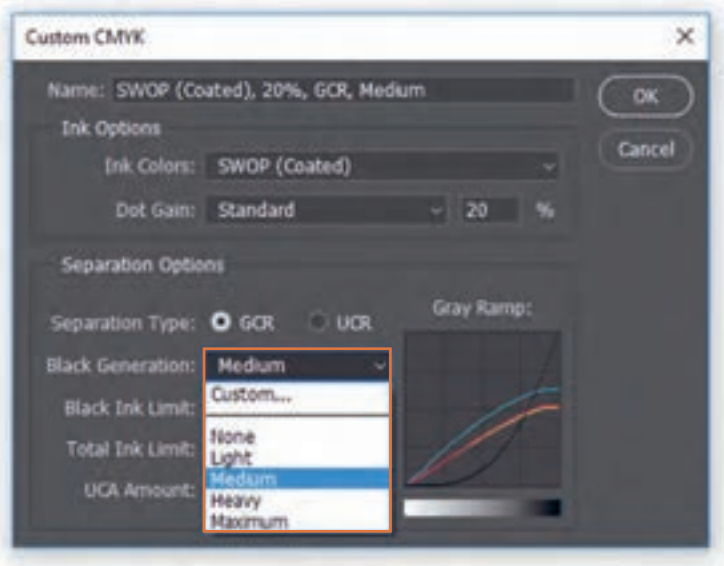 Custom CMYK
Name: SWOP (Coated), 20%, GCR, Medium
OK
Ink Options
Cancel
Ink Colors: SWOP (Coated)
Dot Gain: Standard 20 %
Separation Options
Separation Type: GCR UCR
Gray Ramp:
Black Generation: Medium
Black Ink Limit: Custom...
None
Total Ink Limit: Light
Medium
UCA Amount: Heavy
Maximum